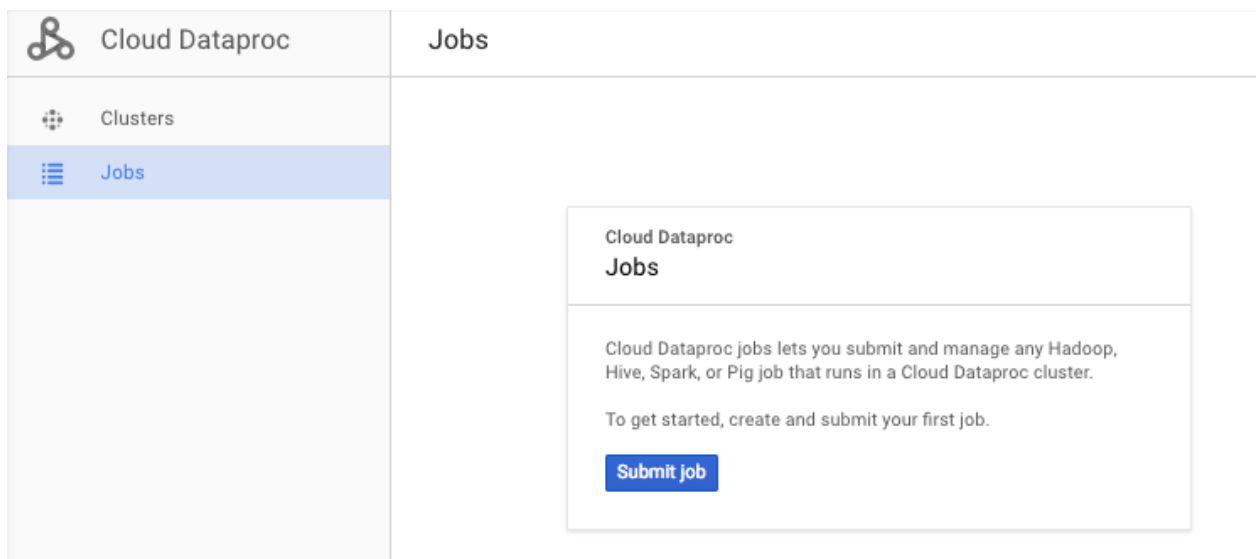 Cloud Dataproc
Jobs
Clusters
Jobs
Cloud Dataproc
Jobs
Cloud Dataproc jobs lets you submit and manage any Hadoop,
Hive, Spark, or Pig job that runs in a Cloud Dataproc cluster.
To get started, create and submit your first job.
Submit job